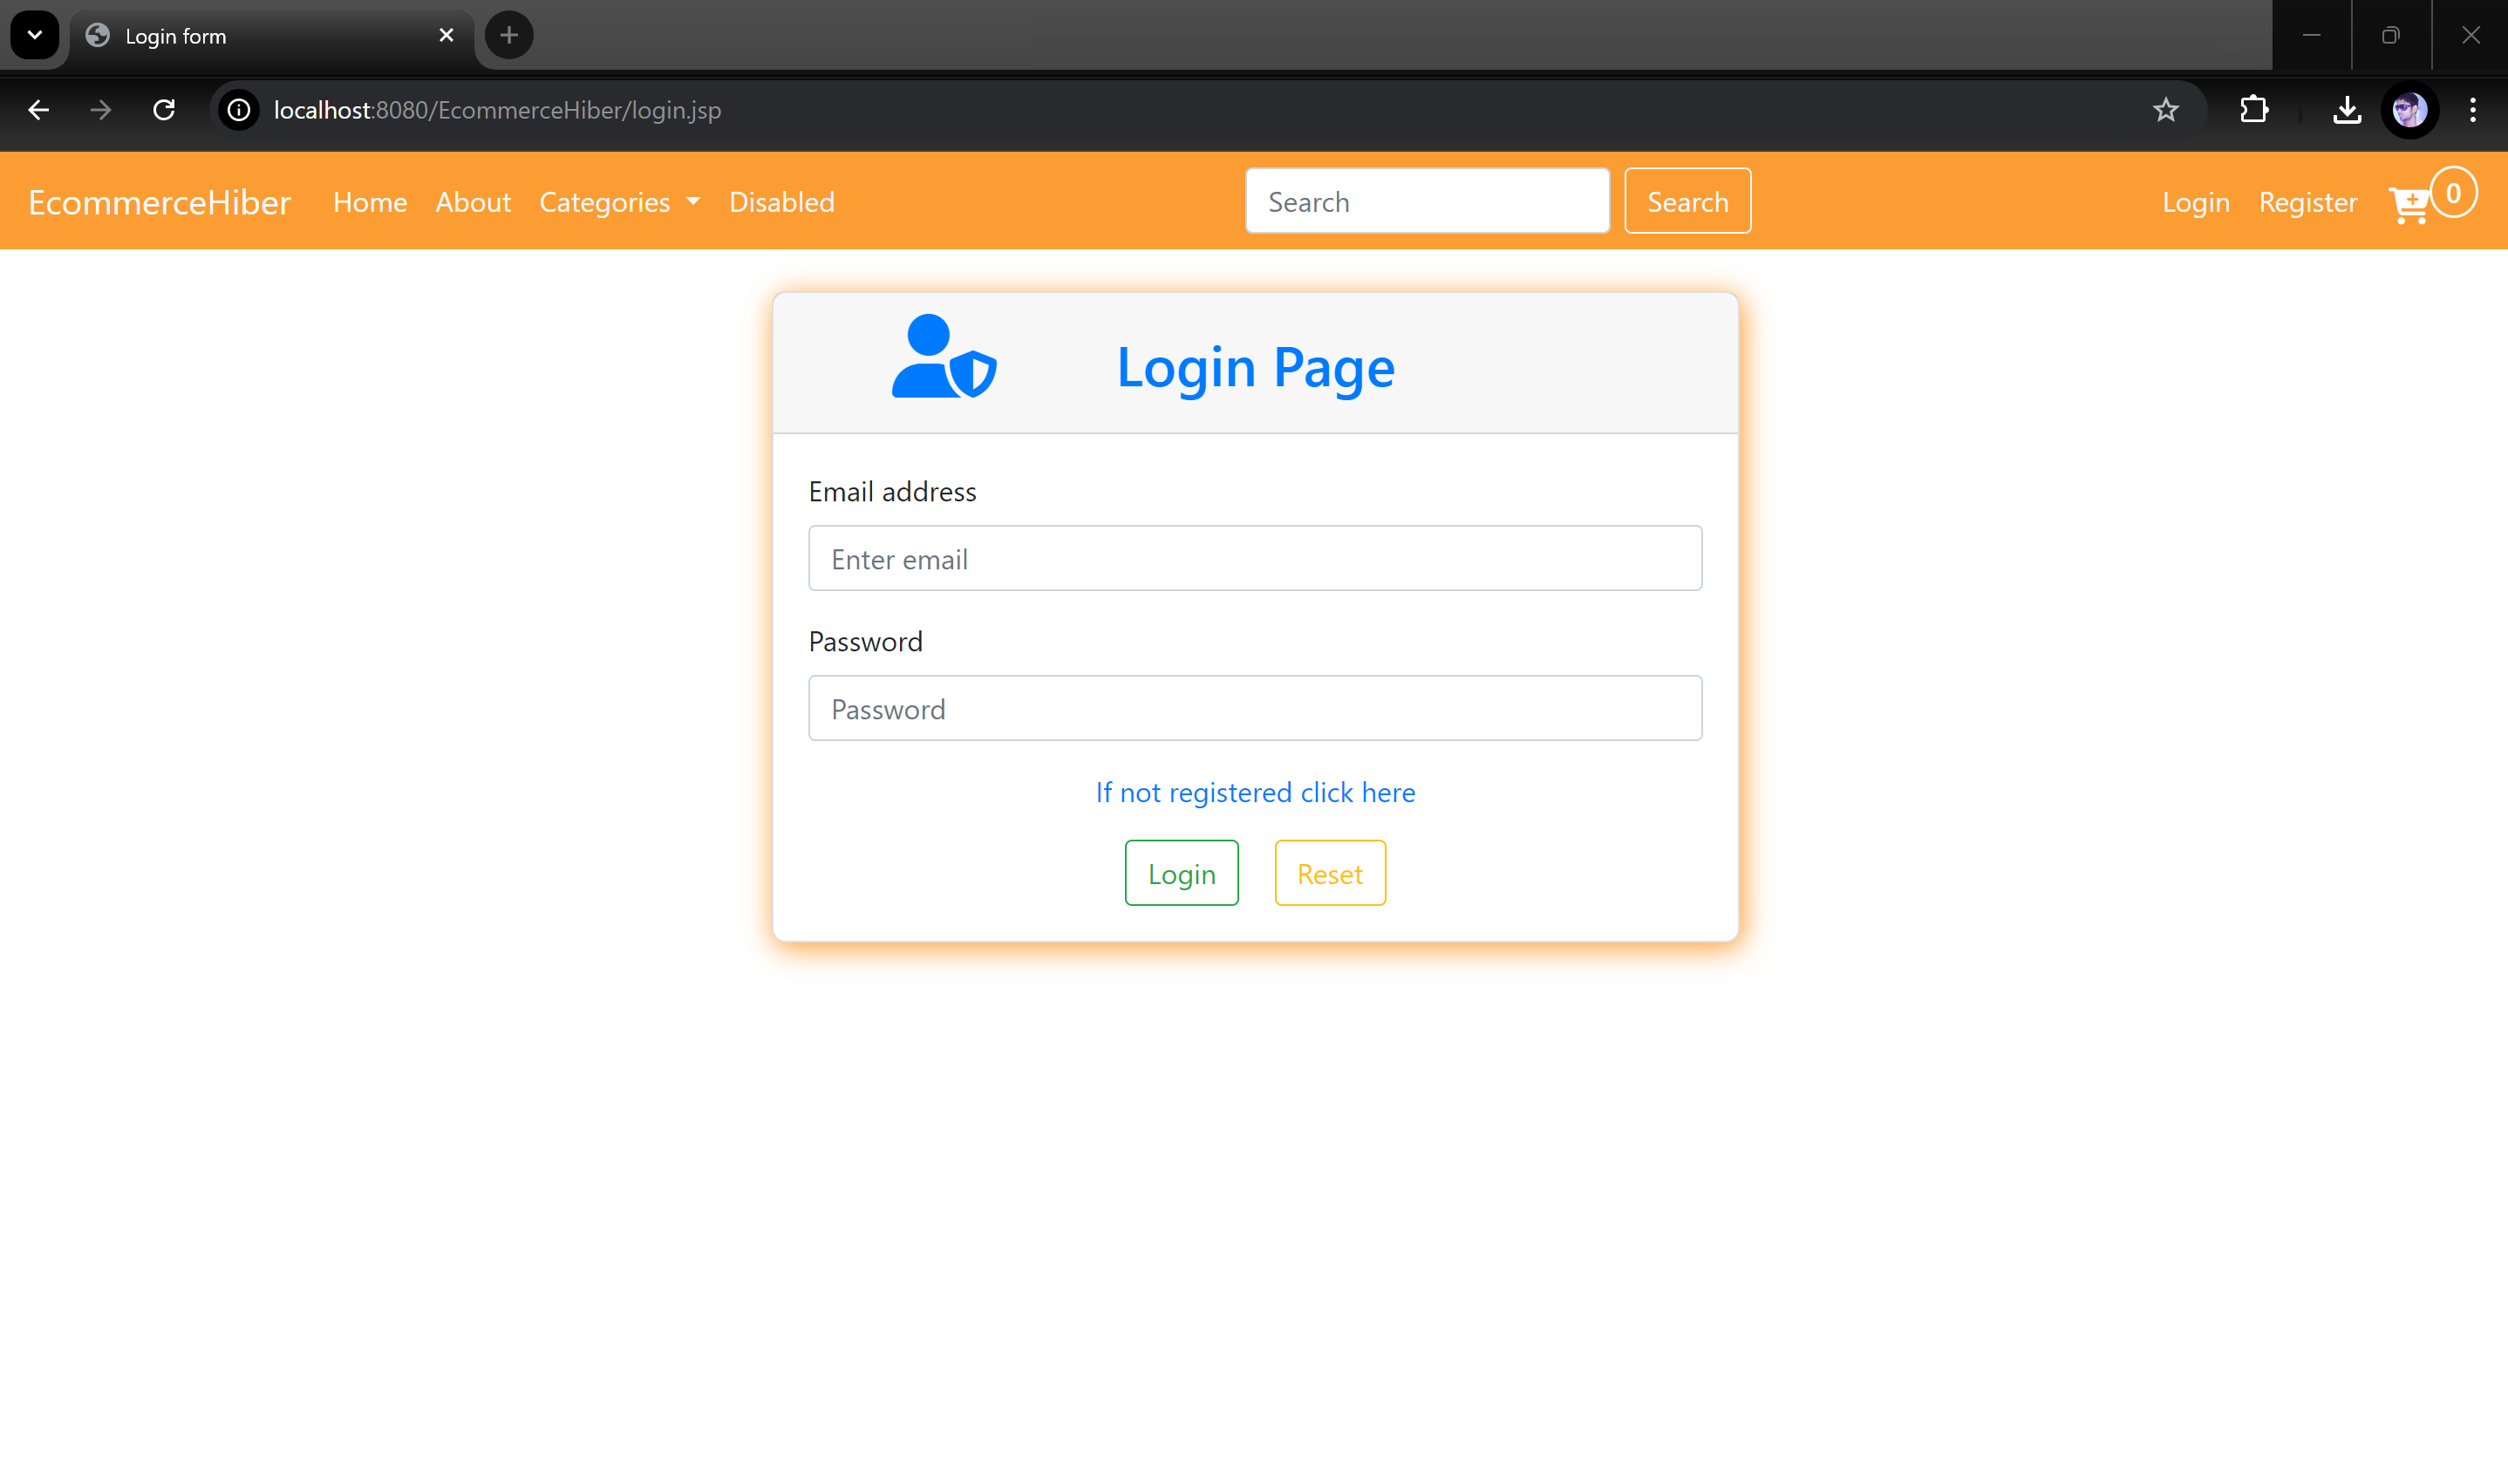 Login form
localhost:8080/EcommerceHiber/login.jsp
EcommerceHiber Home About Categories Disabled Search Search Login Register 0
Login Page
Email address
Enter email
Password
Password
If not registered click here
Login Reset